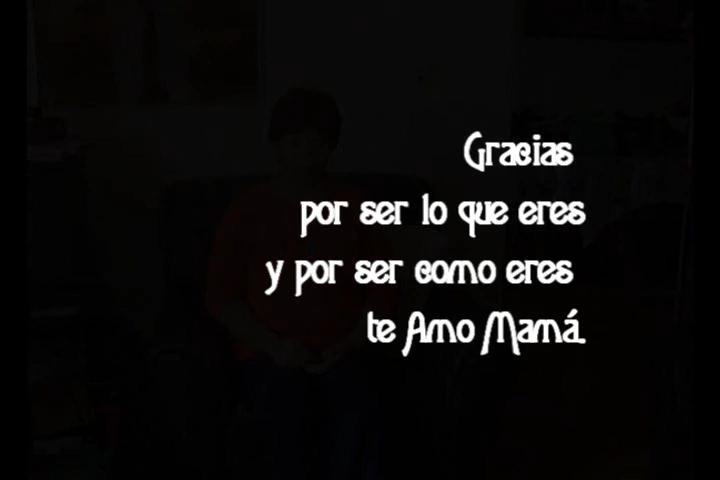 Gracias
por ser lo que eres
y por ser como eres
te Amo Mamá.